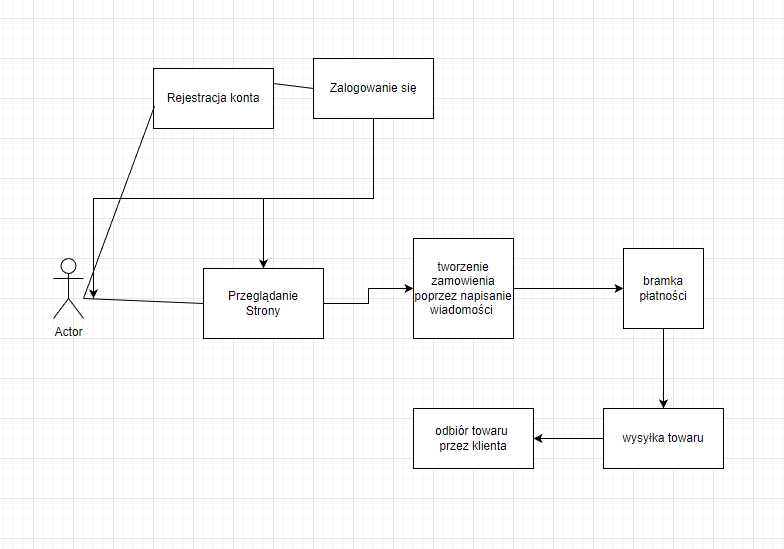 Rejestracja konta
Zalogowanie się
Actor
Przeglądanie
Strony
tworzenie
zamowienia
poprzez napisanie
wiadomości
bramka
płatności
odbiór towaru
przez klienta
wysyłka towaru